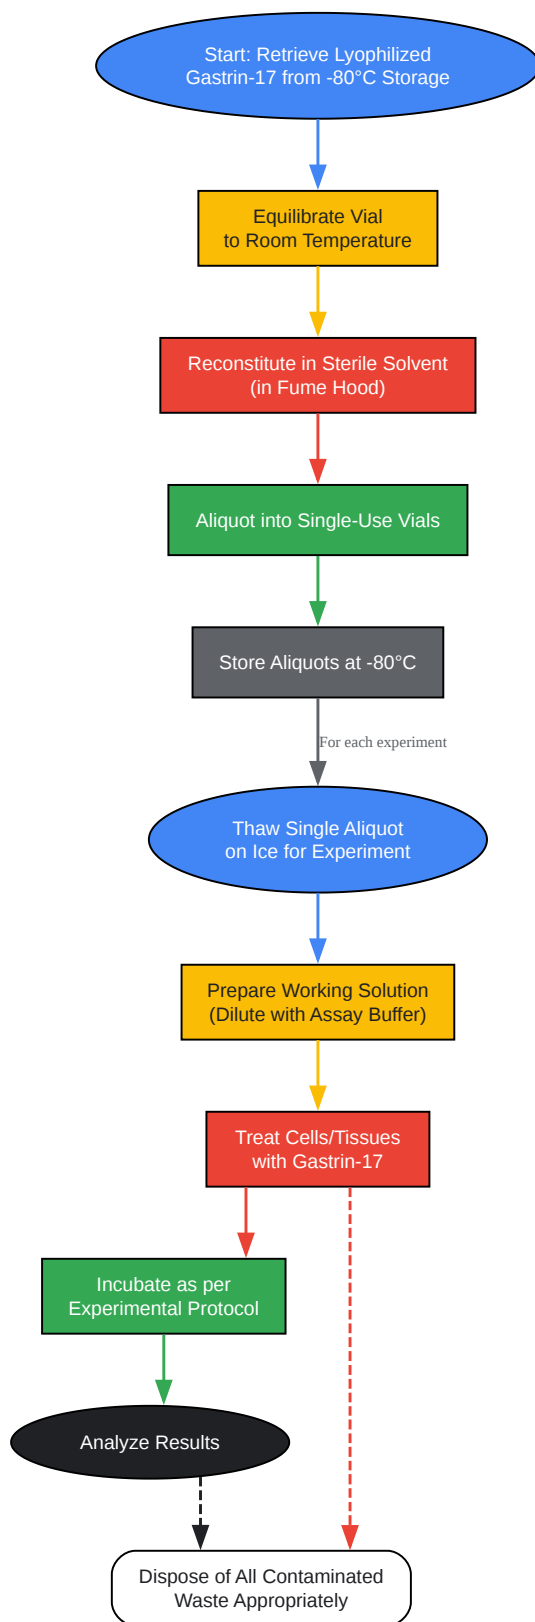 Start: Retrieve Lyophilized
Gastrin-17 from -80°C Storage
Equilibrate Vial
to Room Temperature
Reconstitute in Sterile Solvent
(in Fume Hood)
Aliquot into Single-Use Vials
Store Aliquots at -80°C
For each experiment
Thaw Single Aliquot
on Ice for Experiment
Prepare Working Solution
(Dilute with Assay Buffer)
Treat Cells/Tissues
with Gastrin-17
Incubate as per
Experimental Protocol
Analyze Results
Dispose of All Contaminated
Waste Appropriately